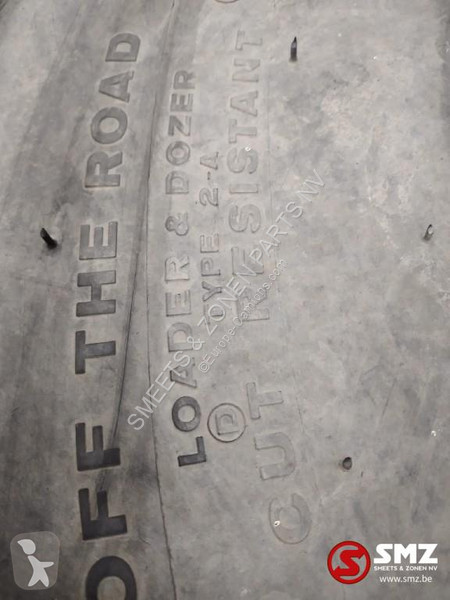 OFF THE ROAD
LOADER & DOZER
TYPE 2-A
P
CUT RESISTANT
SMEETS & ZONEN PARTS NV
SMZ
SMEETS & ZONEN NV
www.smz.be